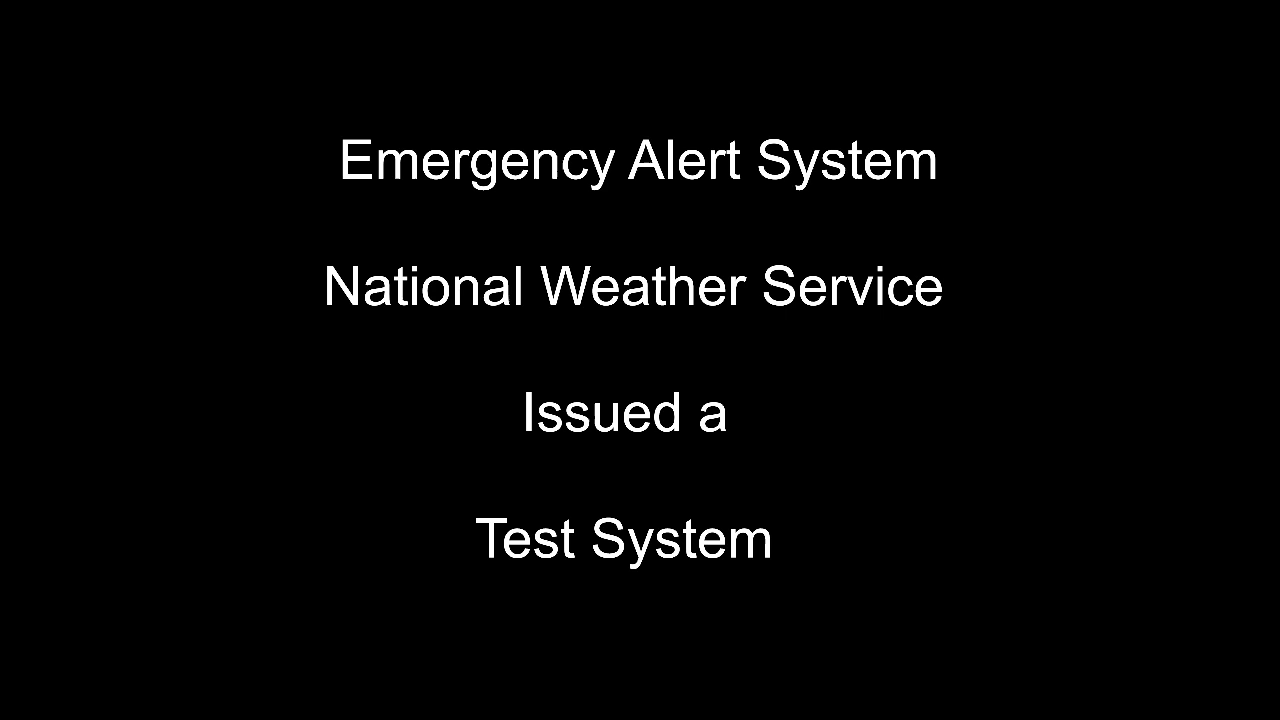 Emergency Alert System
National Weather Service
Issued a
Test System